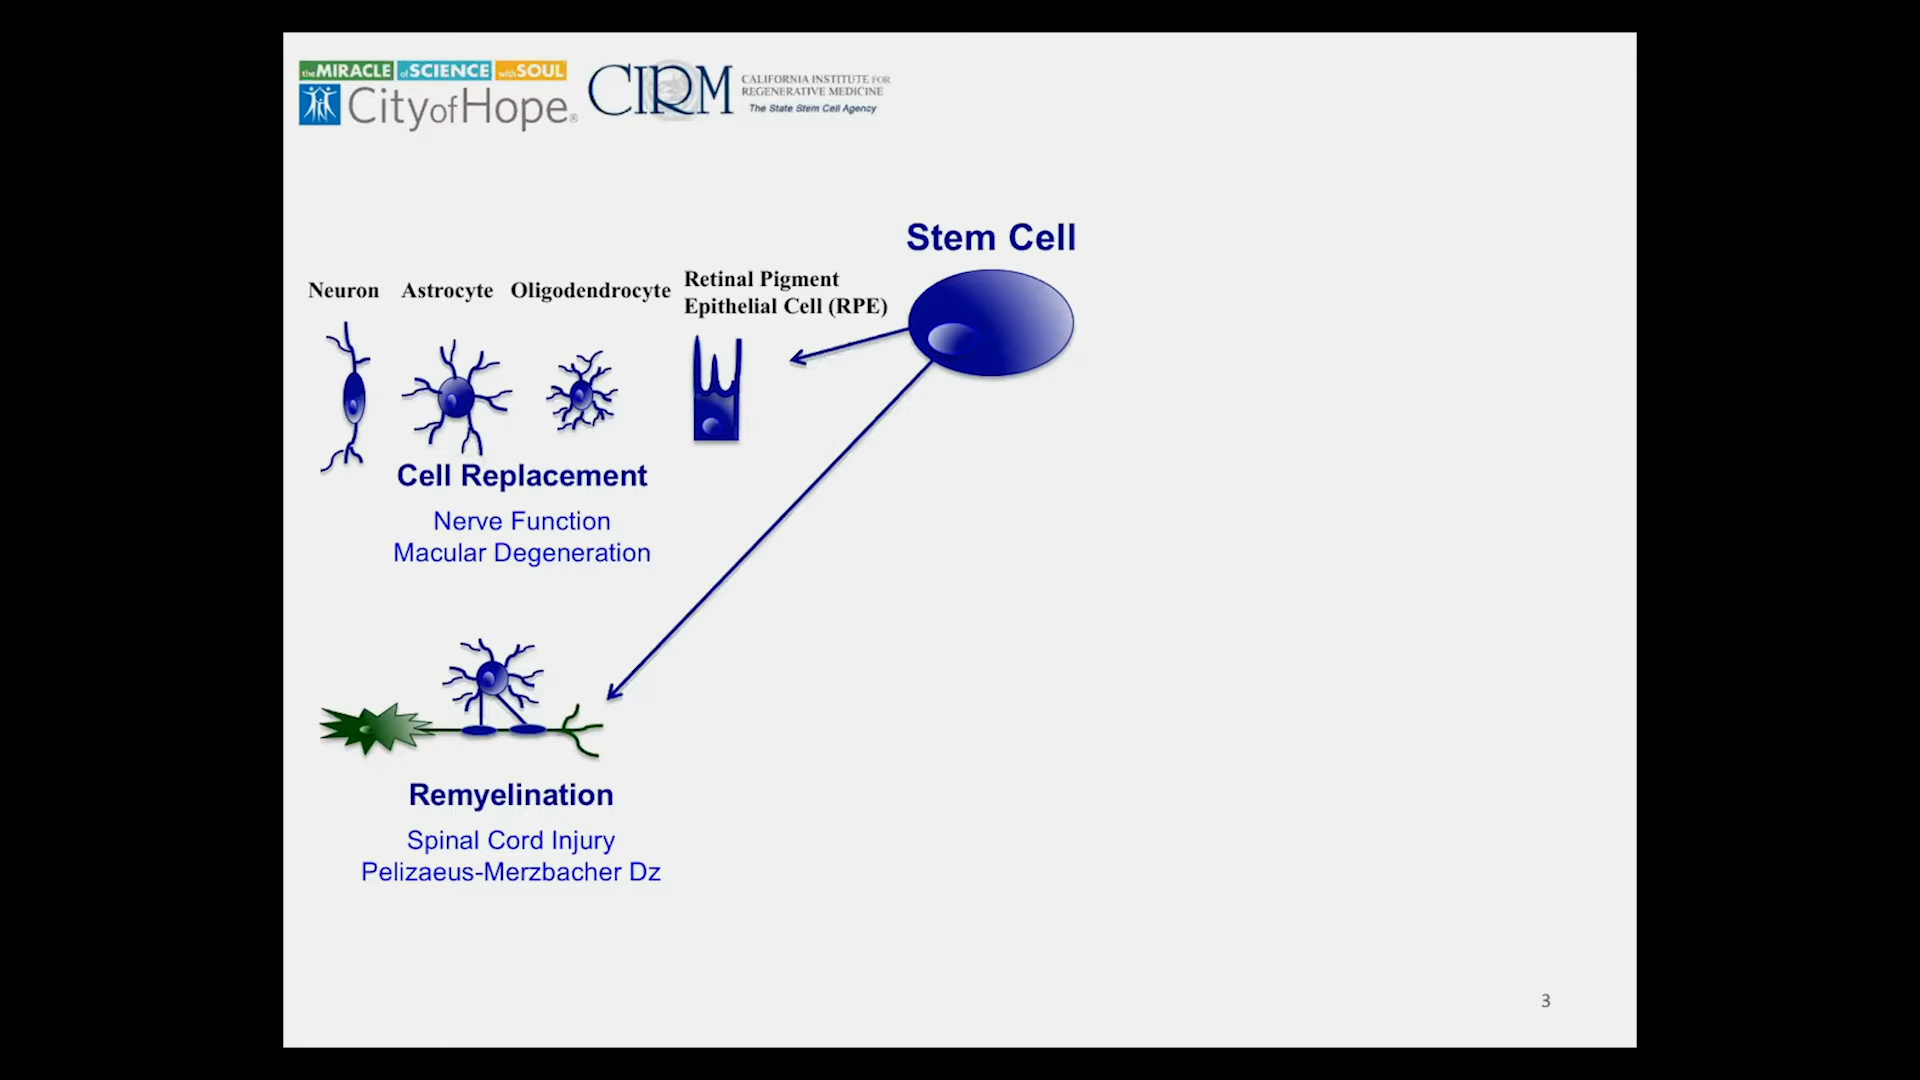 the MIRACLE of SCIENCE with SOUL
City of Hope®
CIRM
CALIFORNIA INSTITUTE FOR
REGENERATIVE MEDICINE
The State Stem Cell Agency
Stem Cell
Neuron
Astrocyte
Oligodendrocyte
Retinal Pigment
Epithelial Cell (RPE)
Cell Replacement
Nerve Function
Macular Degeneration
Remyelination
Spinal Cord Injury
Pelizaeus-Merzbacher Dz
3